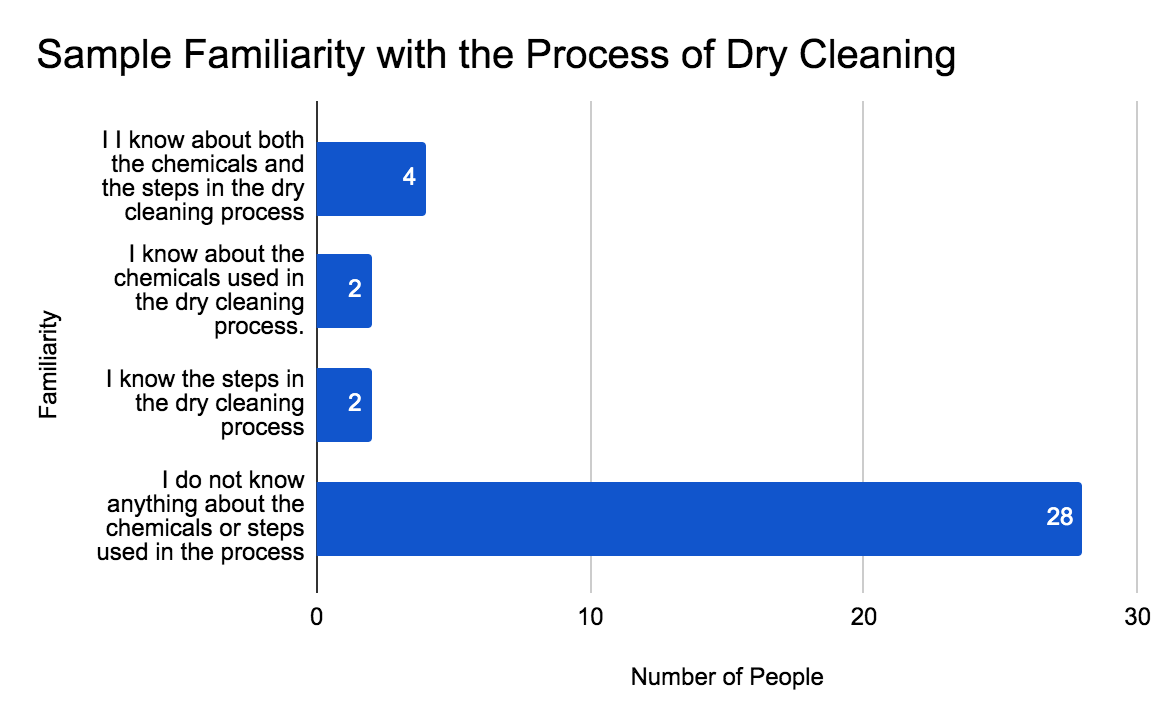 Sample Familiarity with the Process of Dry Cleaning
I I know about both
the chemicals and
the steps in the dry
cleaning process
4
I know about the
chemicals used in
the dry cleaning
process.
2
I know the steps in
the dry cleaning
process
2
I do not know
anything about the
chemicals or steps
used in the process
28
Familiarity
0 10 20 30
Number of People